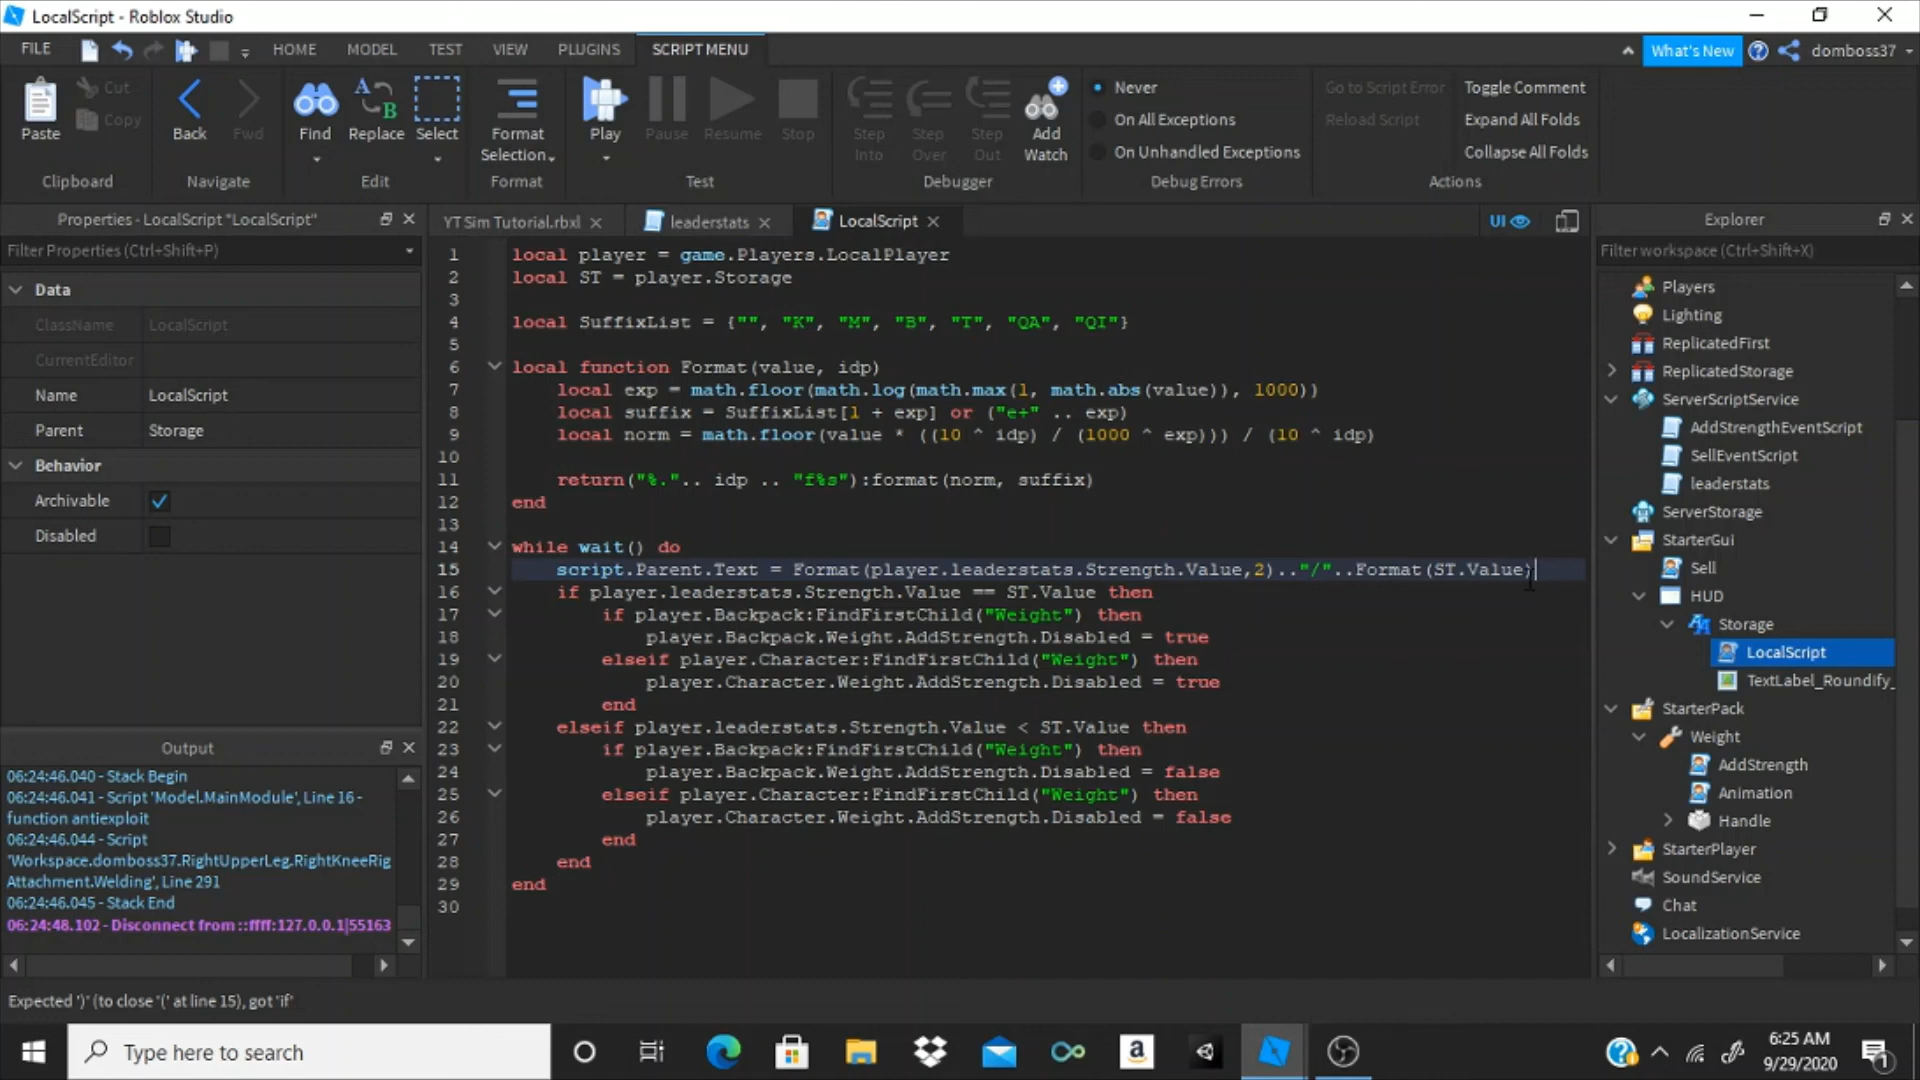 LocalScript - Roblox Studio
FILE HOME MODEL TEST VIEW PLUGINS SCRIPT MENU What's New domboss37
Paste Cut Copy Back Fwd Find Replace Select Format Selection Play Pause Resume Stop Step Into Step Over Step Out Add Watch
Never
On All Exceptions
On Unhandled Exceptions
Go to Script Error
Reload Script
Toggle Comment
Expand All Folds
Collapse All Folds
Clipboard Navigate Edit Format Test Debugger Debug Errors Actions
Properties - LocalScript "LocalScript"
Filter Properties (Ctrl+Shift+P)
Data
ClassName LocalScript
CurrentEditor
Name LocalScript
Parent Storage
Behavior
Archivable
Disabled
Output
06:24:46.040 - Stack Begin
06:24:46.041 - Script 'Model.MainModule', Line 16 -
function antiexploit
06:24:46.044 - Script
'Workspace.domboss37.RightUpperLeg.RightKneeRig
Attachment.Welding', Line 291
06:24:46.045 - Stack End
06:24:48.102 - Disconnect from ::ffff:127.0.0.1|55163
YT Sim Tutorial.rbxl leaderstats LocalScript UI
1 local player = game.Players.LocalPlayer
2 local ST = player.Storage
3
4 local SuffixList = {"", "K", "M", "B", "T", "QA", "QI"}
5
6 local function Format(value, idp)
7 local exp = math.floor(math.log(math.max(1, math.abs(value)), 1000))
8 local suffix = SuffixList[1 + exp] or ("e+" .. exp)
9 local norm = math.floor(value * ((10 ^ idp) / (1000 ^ exp))) / (10 ^ idp)
10
11 return("%.".. idp .. "f%s"):format(norm, suffix)
12 end
13
14 while wait() do
15 script.Parent.Text = Format(player.leaderstats.Strength.Value,2).."/"..Format(ST.Value)
16 if player.leaderstats.Strength.Value == ST.Value then
17 if player.Backpack:FindFirstChild("Weight") then
18 player.Backpack.Weight.AddStrength.Disabled = true
19 elseif player.Character:FindFirstChild("Weight") then
20 player.Character.Weight.AddStrength.Disabled = true
21 end
22 elseif player.leaderstats.Strength.Value < ST.Value then
23 if player.Backpack:FindFirstChild("Weight") then
24 player.Backpack.Weight.AddStrength.Disabled = false
25 elseif player.Character:FindFirstChild("Weight") then
26 player.Character.Weight.AddStrength.Disabled = false
27 end
28 end
29 end
30
Explorer
Filter workspace (Ctrl+Shift+X)
Players
Lighting
ReplicatedFirst
ReplicatedStorage
ServerScriptService
AddStrengthEventScript
SellEventScript
leaderstats
ServerStorage
StarterGui
Sell
HUD
Storage
LocalScript
TextLabel_Roundify_
StarterPack
Weight
AddStrength
Animation
Handle
StarterPlayer
SoundService
Chat
LocalizationService
Expected ')' (to close '(' at line 15), got 'if'
Type here to search
6:25 AM
9/29/2020
1